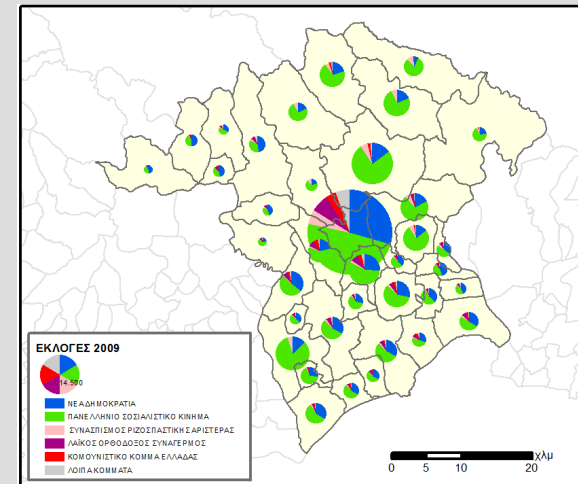 ΕΚΛΟΓΕΣ 2009
14.500
ΝΕΑ ΔΗΜΟΚΡΑΤΙΑ
ΠΑΝΕΛΛΗΝΙΟ ΣΟΣΙΑΛΙΣΤΙΚΟ ΚΙΝΗΜΑ
ΣΥΝΑΣΠΙΣΜΟΣ ΡΙΖΟΣΠΑΣΤΙΚΗΣ ΑΡΙΣΤΕΡΑΣ
ΛΑΪΚΟΣ ΟΡΘΟΔΟΞΟΣ ΣΥΝΑΓΕΡΜΟΣ
ΚΟΜΟΥΝΙΣΤΙΚΟ ΚΟΜΜΑ ΕΛΛΑΔΑΣ
ΛΟΙΠΑ ΚΟΜΜΑΤΑ
χλμ
0 5 10 20